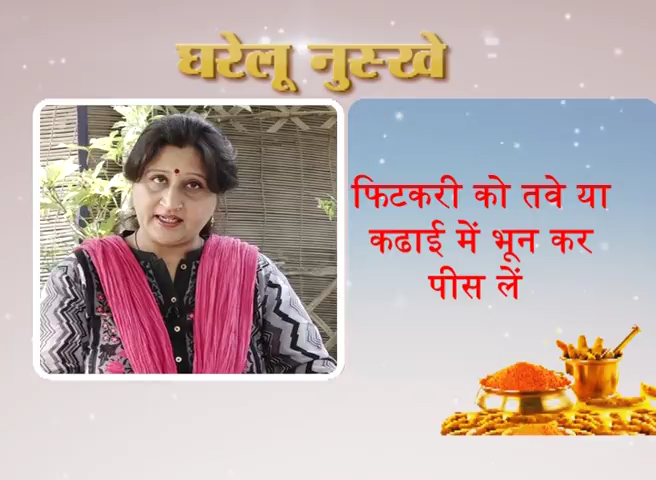 घरेलू नुस्खे
फिटकरी को तवे या
कढाई में भून कर
पीस लें